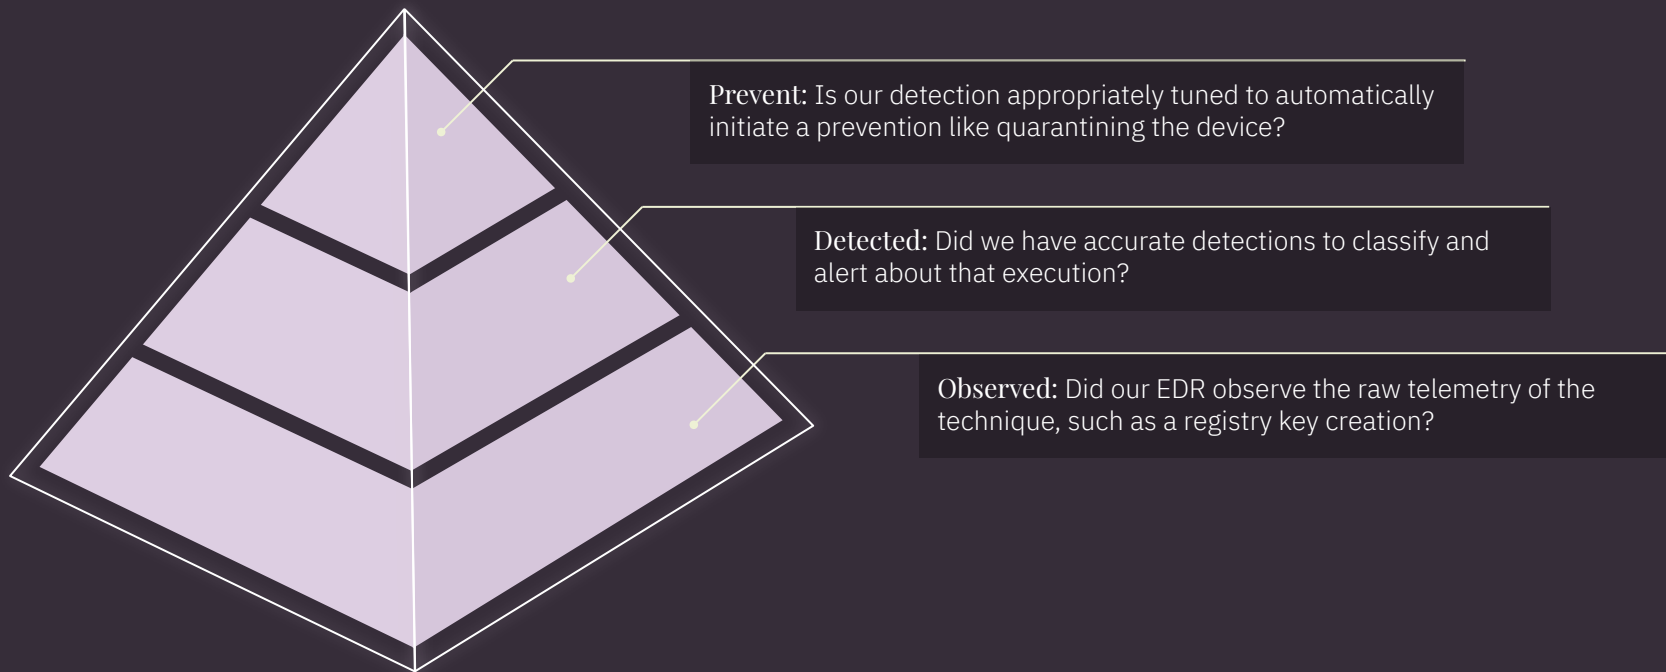 Prevent: Is our detection appropriately tuned to automatically
initiate a prevention like quarantining the device?
Detected: Did we have accurate detections to classify and
alert about that execution?
Observed: Did our EDR observe the raw telemetry of the
technique, such as a registry key creation?